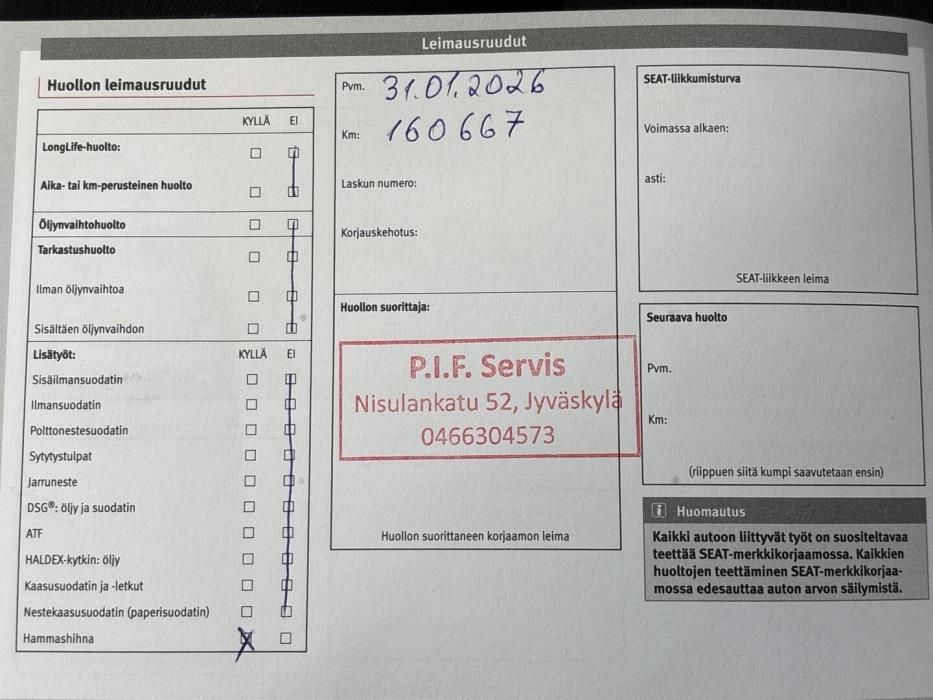 Leimausruudut
Huollon leimausruudut
KYLLÄ EI
LongLife-huolto:
Aika- tai km-perusteinen huolto
Öljynvaihtohuolto
Tarkastushuolto
Ilman öljynvaihtoa
Sisältäen öljynvaihdon
Lisätyöt: KYLLÄ EI
Sisäilmansuodatin
Ilmansuodatin
Polttonestesuodatin
Sytytystulpat
Jarruneste
DSG®: öljy ja suodatin
ATF
HALDEX-kytkin: öljy
Kaasusuodatin ja -letkut
Nestekaasusuodatin (paperisuodatin)
Hammashihna
Pvm. 31.01.2026
Km: 160667
Laskun numero:
Korjauskehotus:
Huollon suorittaja:
P.I.F. Servis
Nisulankatu 52, Jyväskylä
0466304573
Huollon suorittaneen korjaamon leima
SEAT-liikkumisturva
Voimassa alkaen:
asti:
SEAT-liikkeen leima
Seuraava huolto
Pvm.
Km:
(riippuen siitä kumpi saavutetaan ensin)
i Huomautus
Kaikki autoon liittyvät työt on suositeltavaa
teettää SEAT-merkkikorjaamossa. Kaikkien
huoltojen teettäminen SEAT-merkkikorjaa-
mossa edesauttaa auton arvon säilymistä.